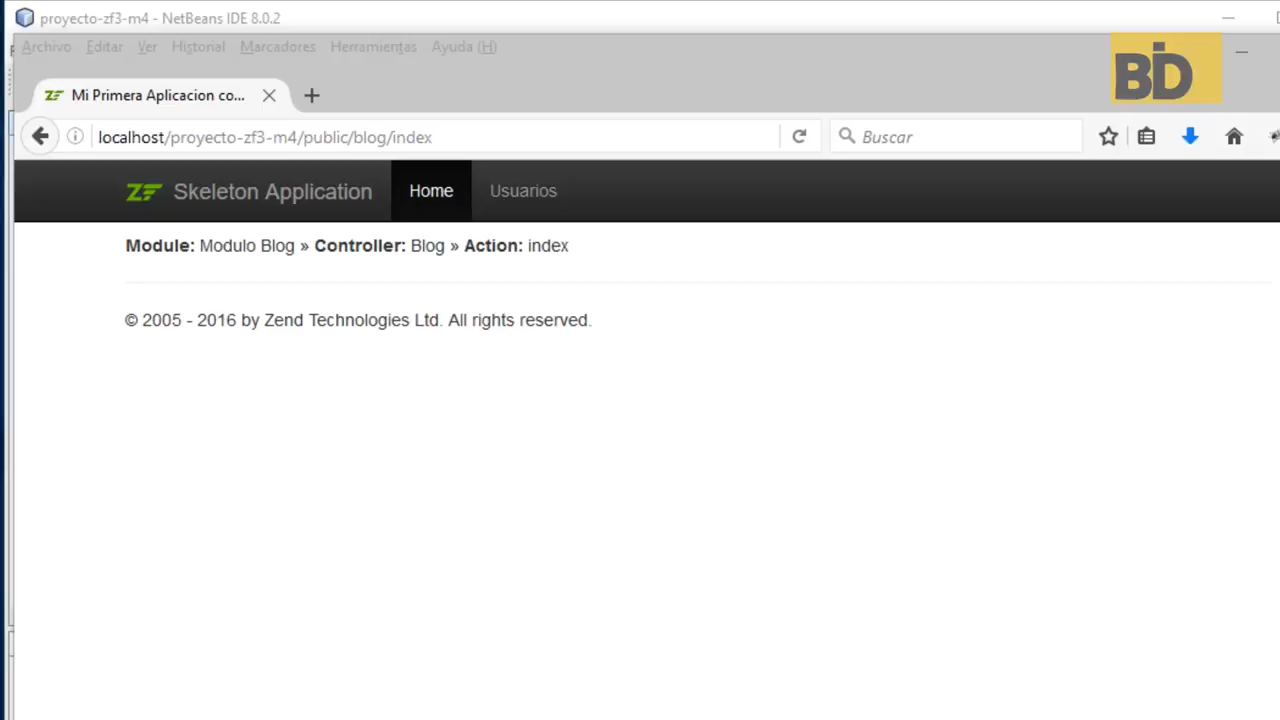 proyecto-zf3-m4 - NetBeans IDE 8.0.2
Archivo Editar Ver Historial Marcadores Herramientas Ayuda (H)
BID
Mi Primera Aplicacion co...
localhost/proyecto-zf3-m4/public/blog/index
Buscar
ZF Skeleton Application Home Usuarios
Module: Modulo Blog » Controller: Blog » Action: index
© 2005 - 2016 by Zend Technologies Ltd. All rights reserved.